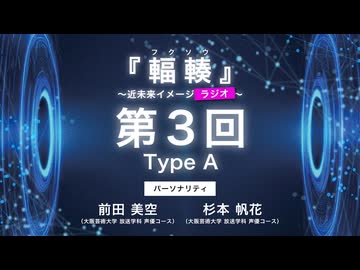 フクソウ
『輻輳』
～近未来イメージラジオ～
第３回
Type A
パーソナリティ
前田 美空
（大阪芸術大学 放送学科 声優コース）
杉本 帆花
（大阪芸術大学 放送学科 声優コース）